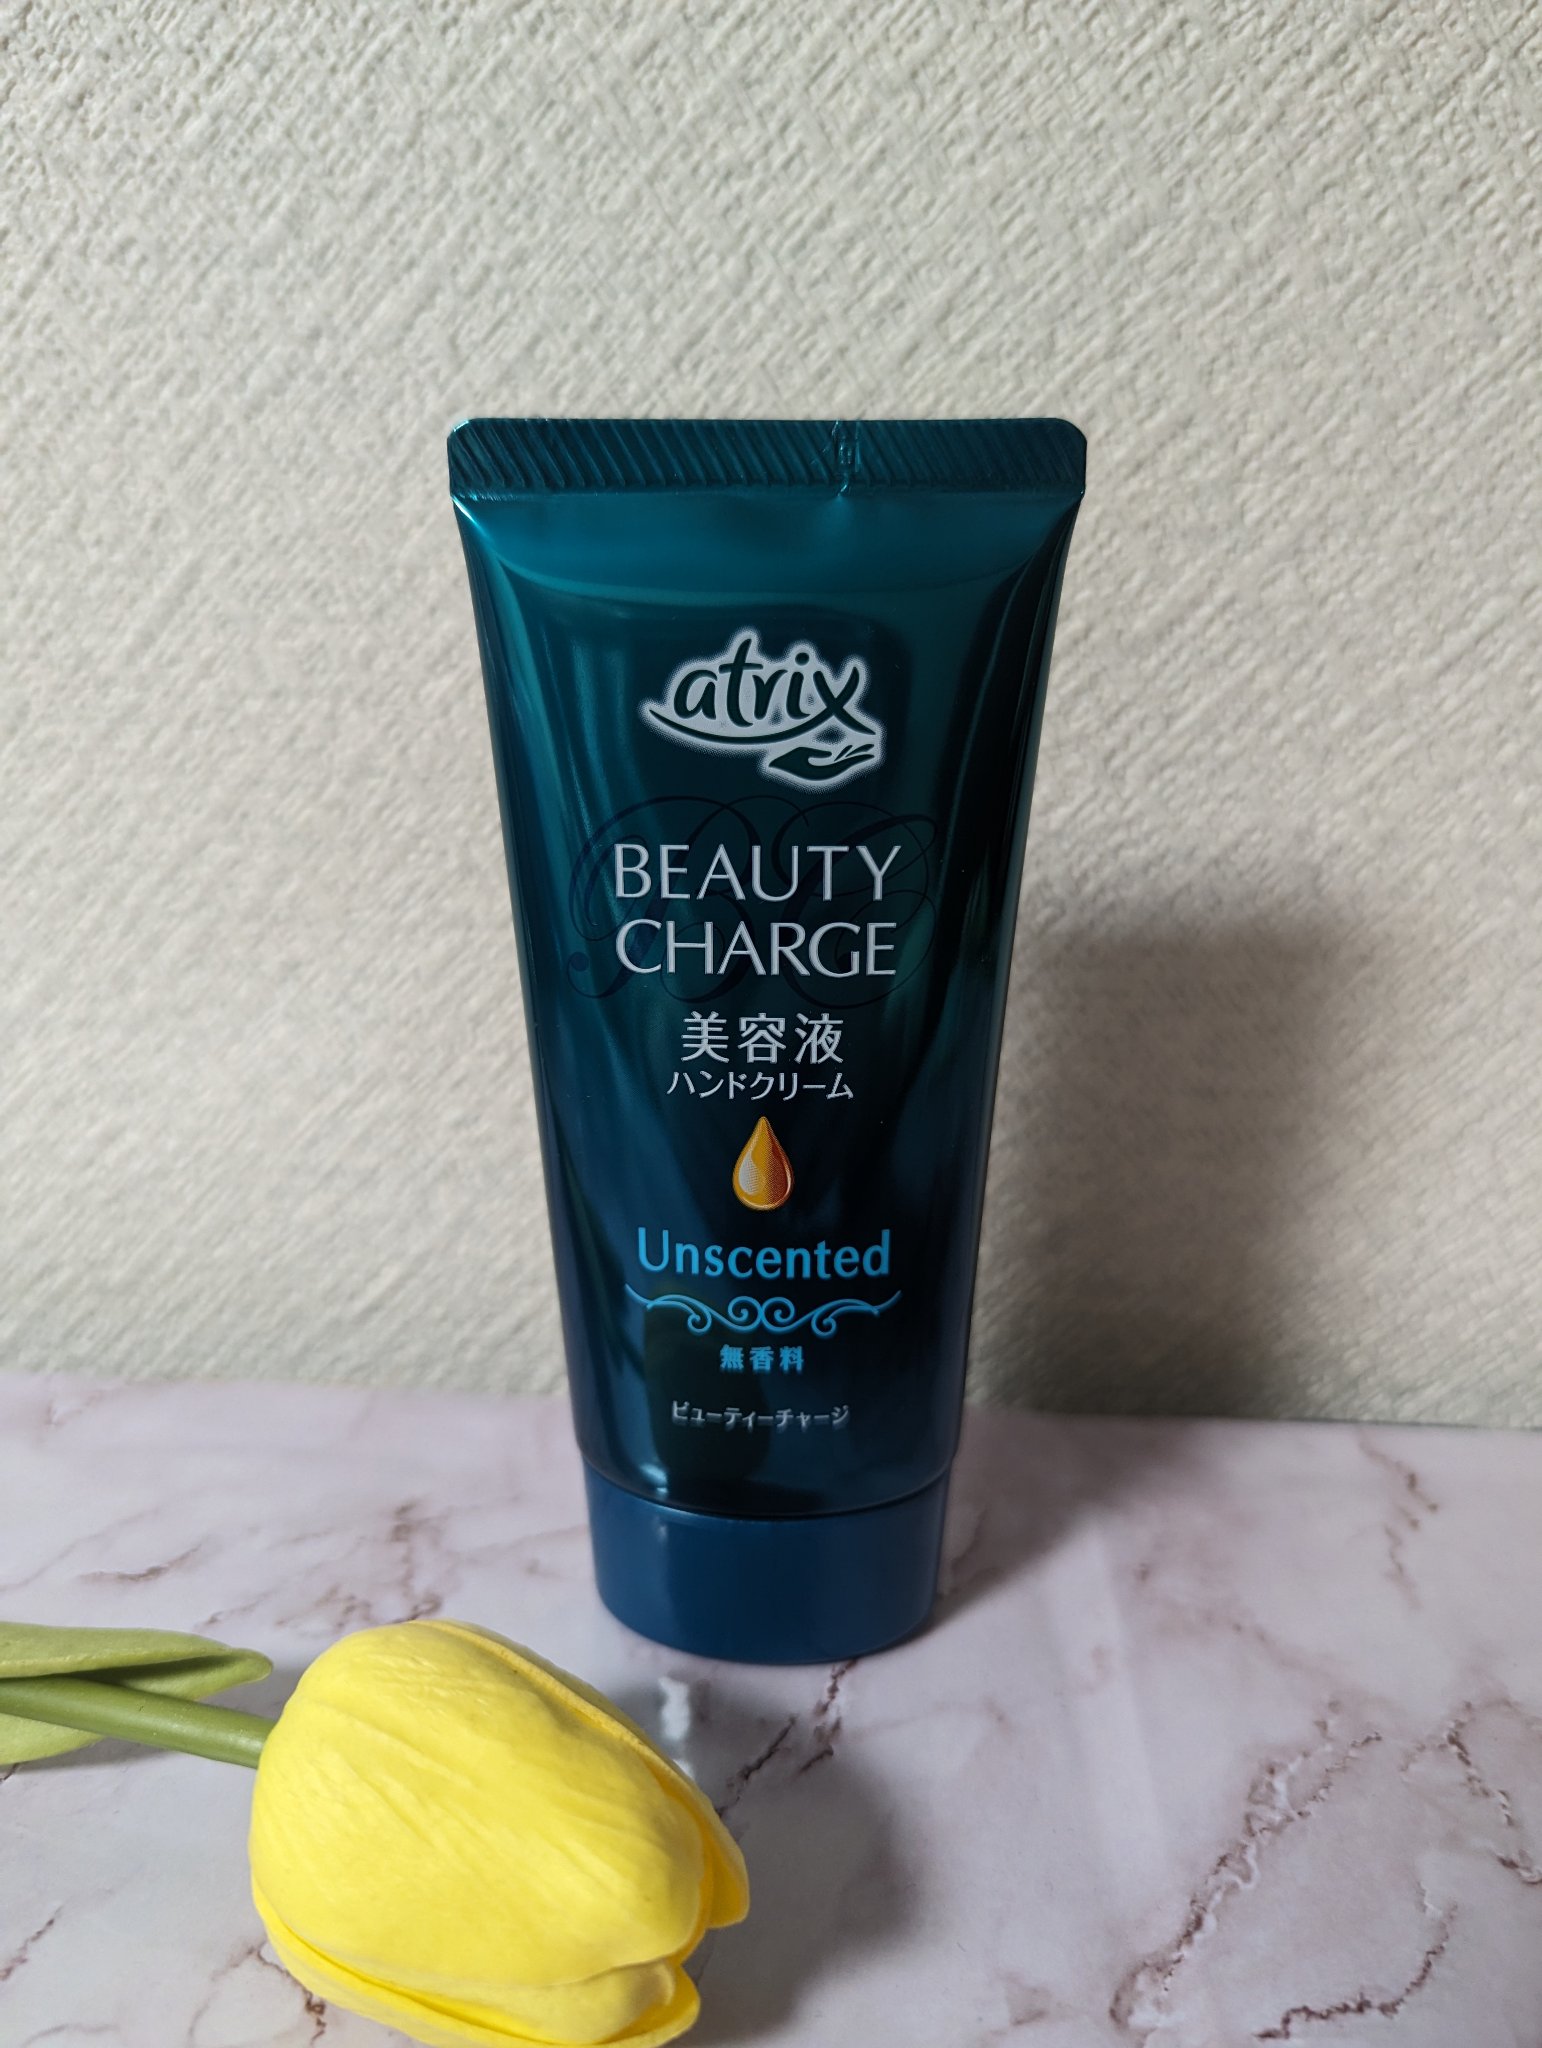 atrix
BEAUTY
CHARGE
美容液
ハンドクリーム
Unscented
無香料
ビューティーチャージ